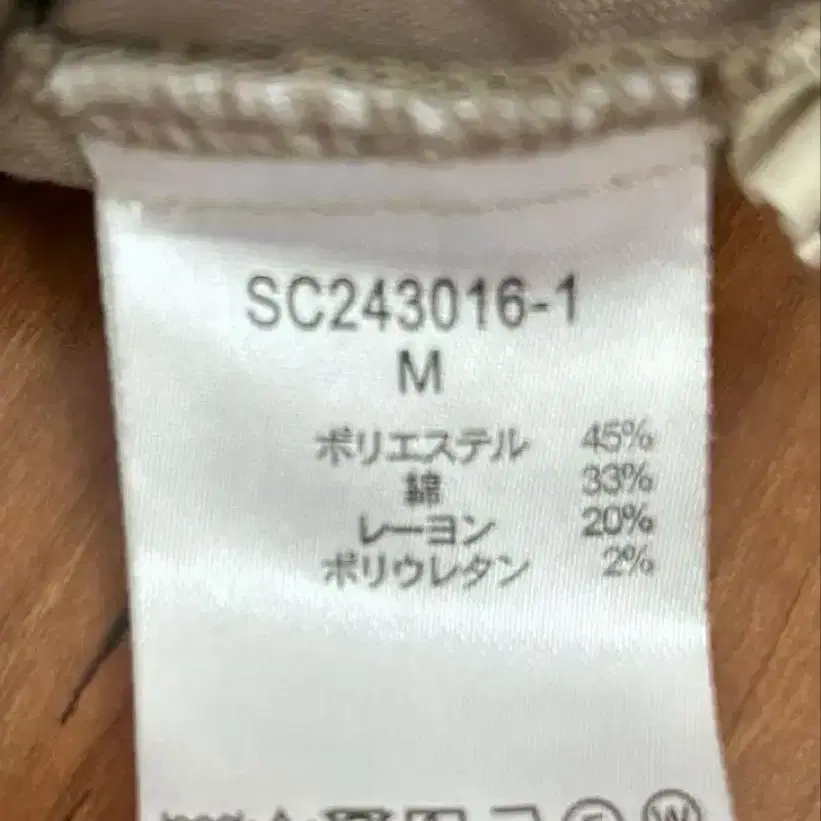 SC243016-1
M
ポリエステル 45%
綿 33%
レーヨン 20%
ポリウレタン 2%